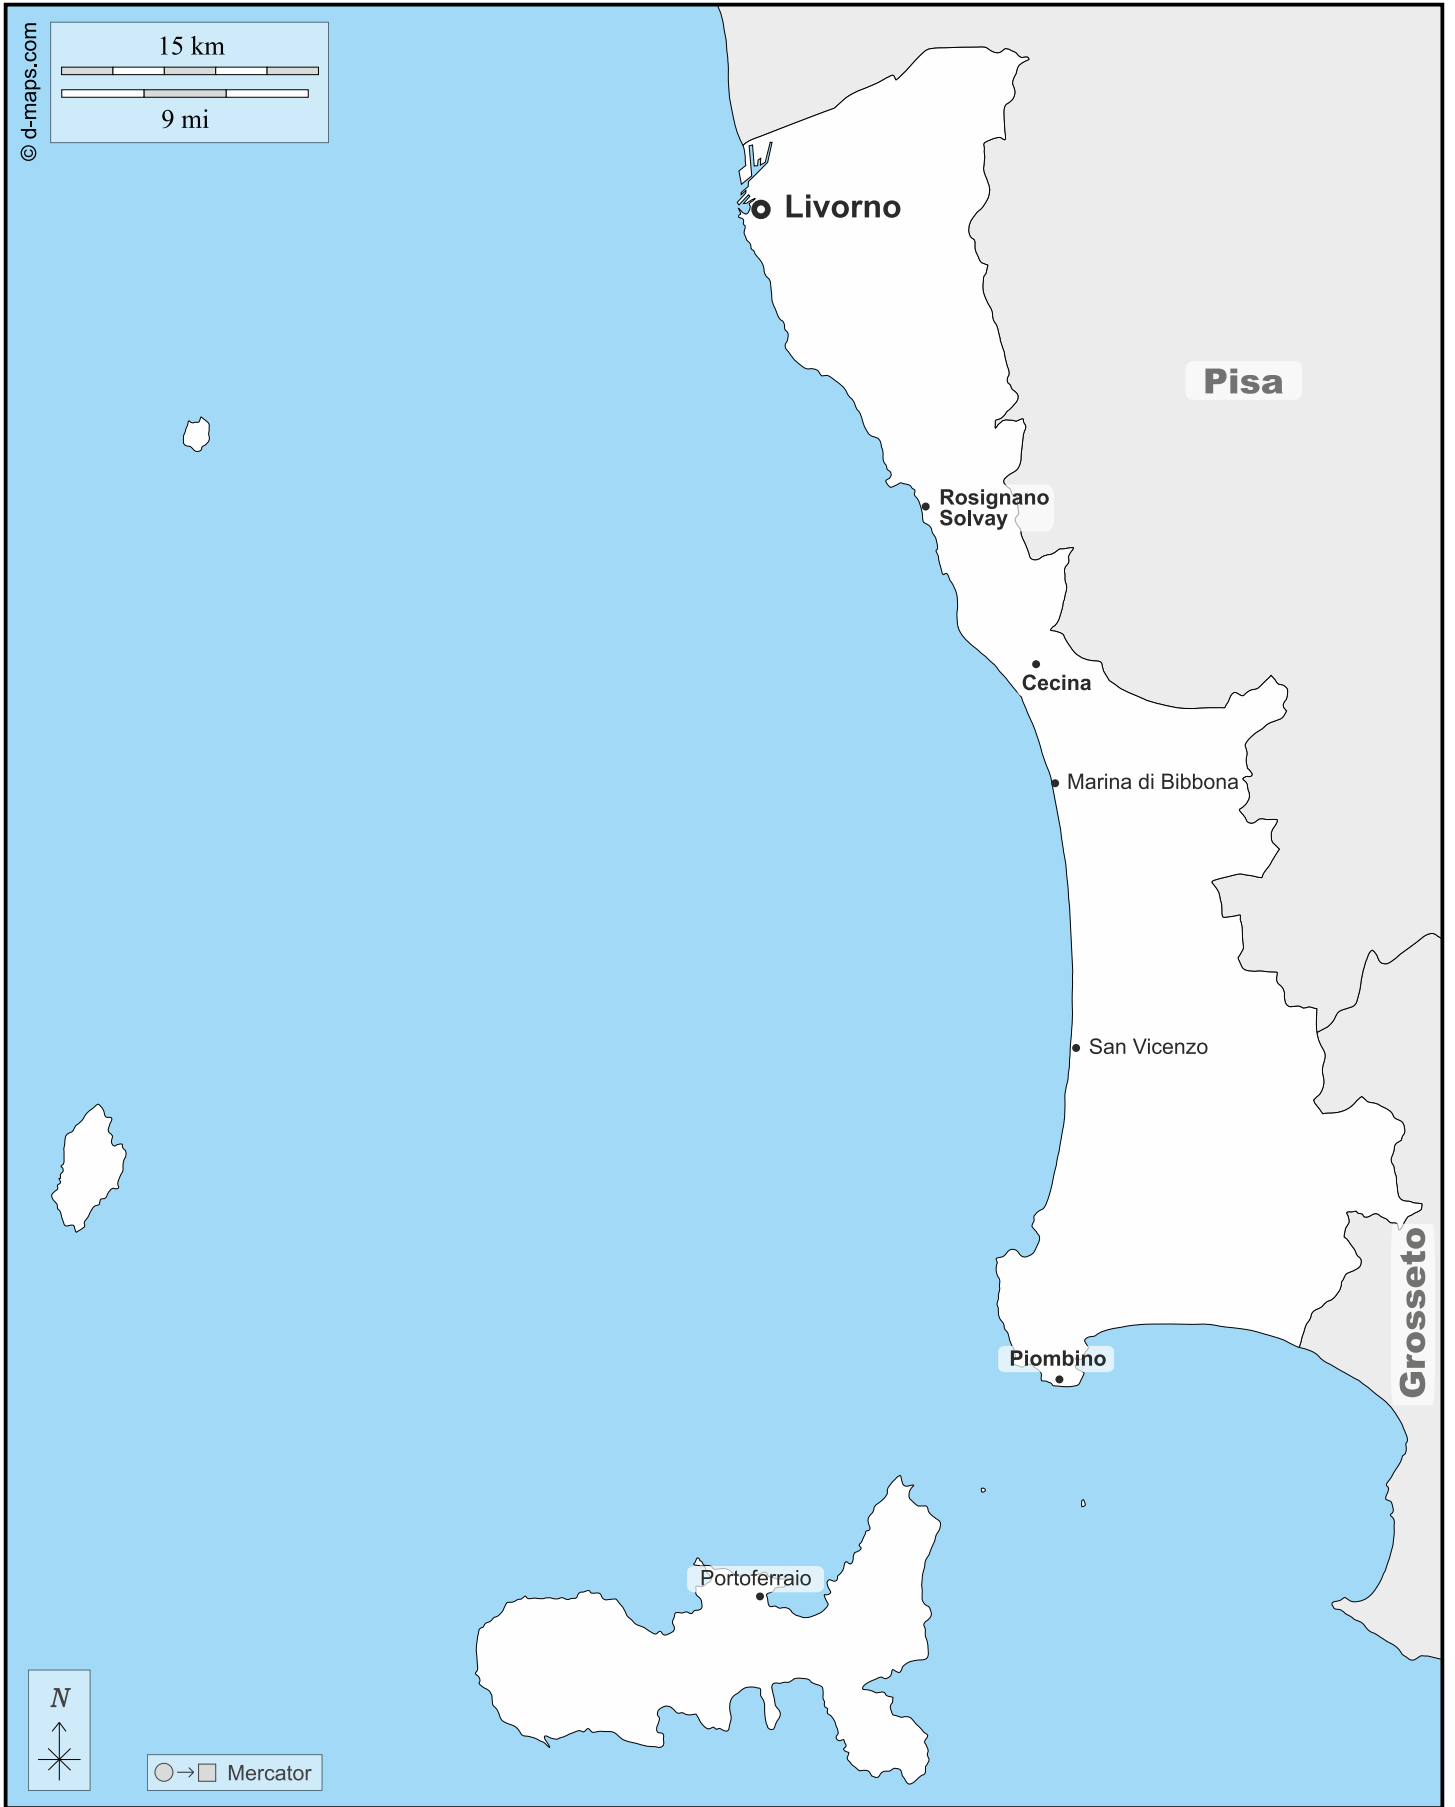 © d-maps.com
15 km
9 mi
Livorno
Pisa
Rosignano
Solvay
Cecina
Marina di Bibbona
San Vicenzo
Grosseto
Piombino
Portoferraio
N
Mercator